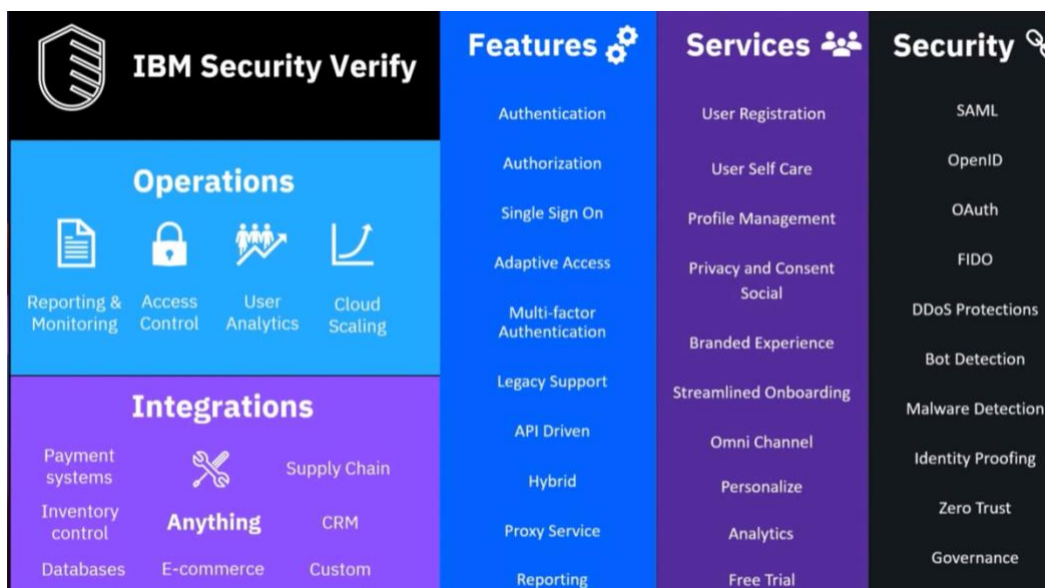 IBM Security Verify
Operations
Reporting &
Monitoring
Access
Control
User
Analytics
Cloud
Scaling
Integrations
Payment
systems
Supply Chain
Inventory
control
Anything
CRM
Databases
E-commerce
Custom
Features
Authentication
Authorization
Single Sign On
Adaptive Access
Multi-factor
Authentication
Legacy Support
API Driven
Hybrid
Proxy Service
Reporting
Services
User Registration
User Self Care
Profile Management
Privacy and Consent
Social
Branded Experience
Streamlined Onboarding
Omni Channel
Personalize
Analytics
Free Trial
Security
SAML
OpenID
OAuth
FIDO
DDoS Protections
Bot Detection
Malware Detection
Identity Proofing
Zero Trust
Governance